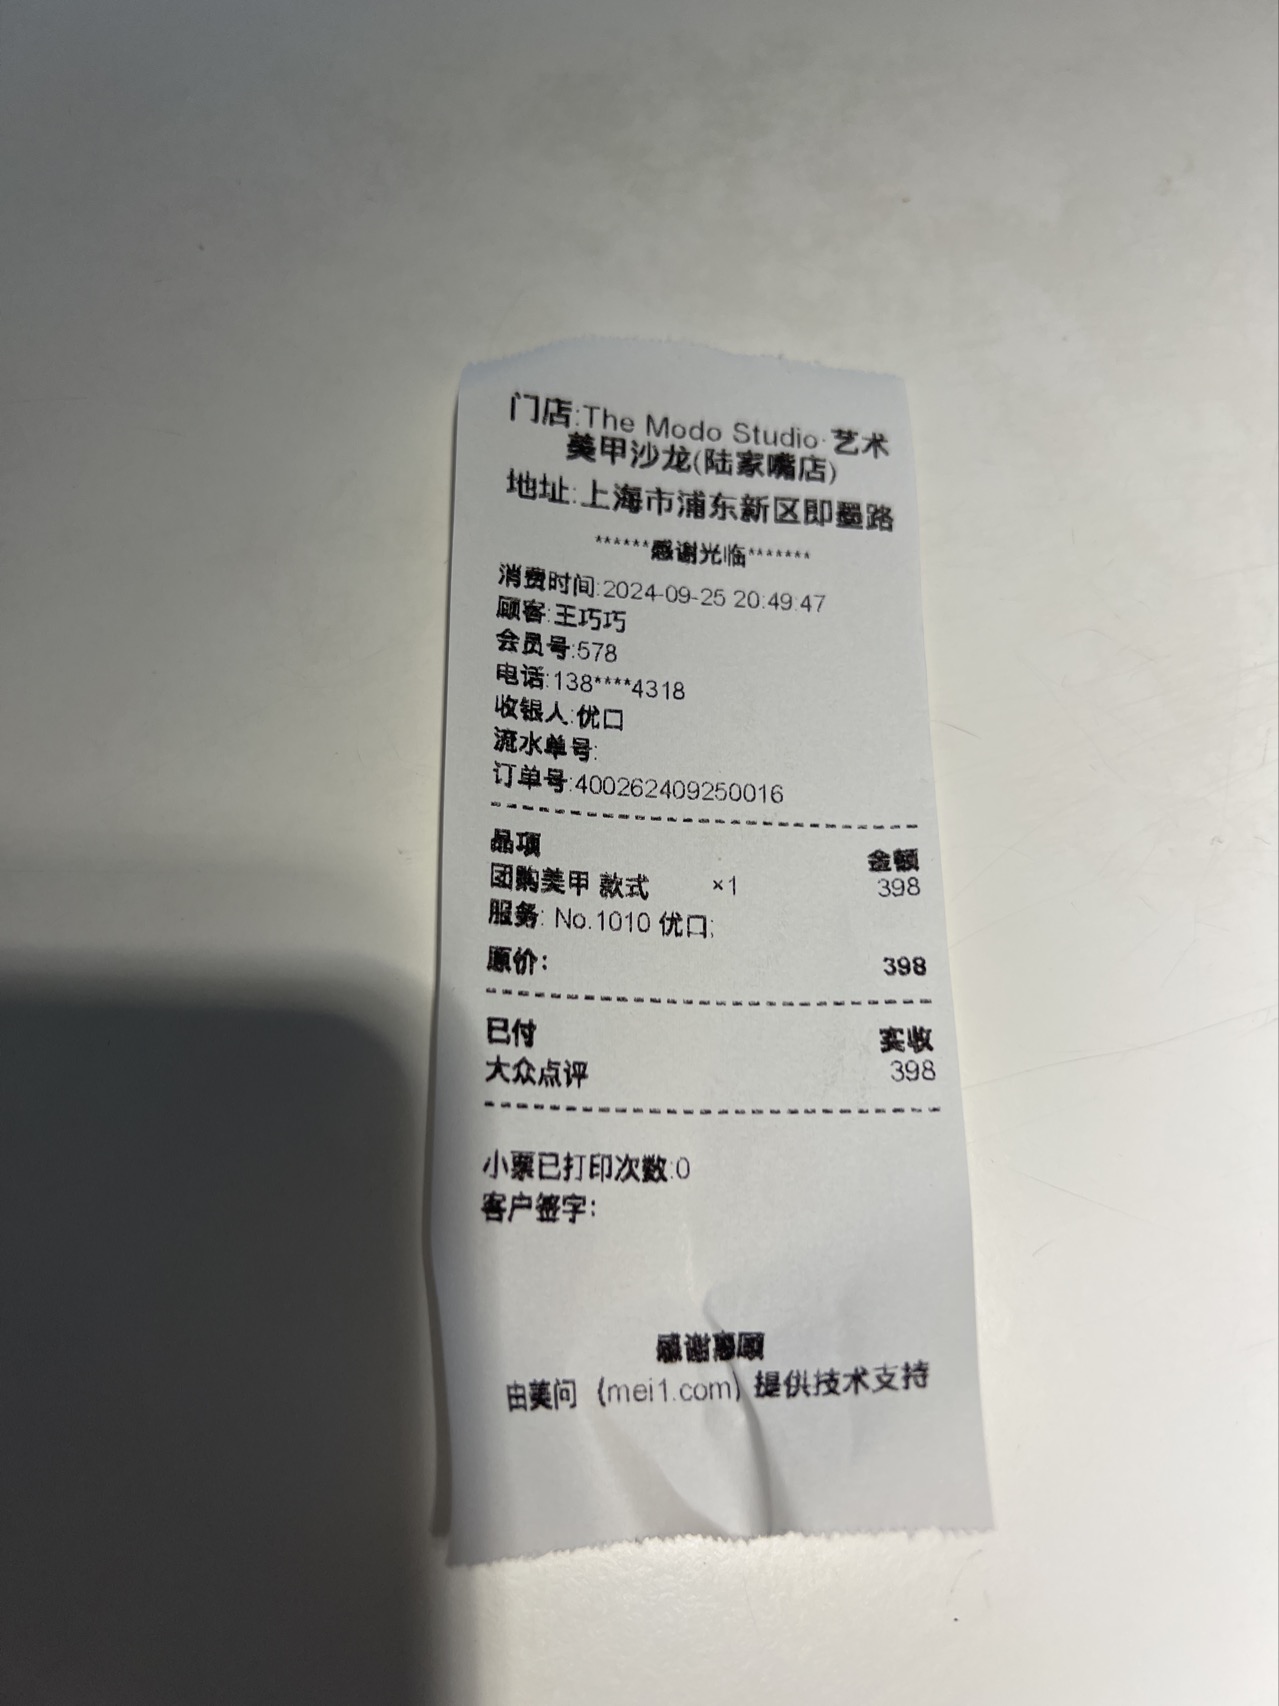 门店:The Modo Studio·艺术
美甲沙龙(陆家嘴店)
地址:上海市浦东新区即墨路
******感谢光临*******
消费时间:2024-09-25 20:49:47
顾客:王巧巧
会员号:578
电话:138****4318
收银人:优口
流水单号:
订单号:400262409250016
品项 金额
团购美甲 款式 ×1 398
服务: No.1010 优口;
原价: 398
已付 实收
大众点评 398
小票已打印次数:0
客户签字:
感谢惠顾
由美问 (mei1.com) 提供技术支持